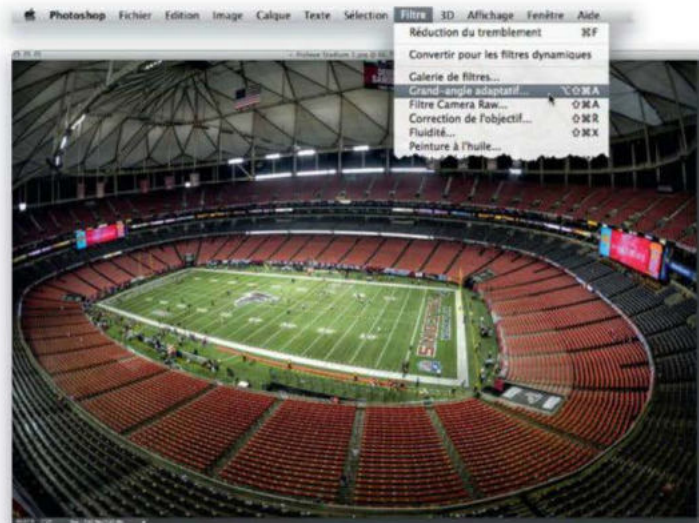 Photoshop Fichier Edition Image Calque Texte Sélection Filtre 3D Affichage Fenêtre Aide
Réduction du tremblement ⌘F
Convertir pour les filtres dynamiques
Galerie de filtres...
Grand-angle adaptatif... ⌥⇧⌘A
Filtre Camera Raw... ⇧⌘A
Correction de l'objectif... ⇧⌘R
Fluidité... ⇧⌘X
Peinture à l'huile...